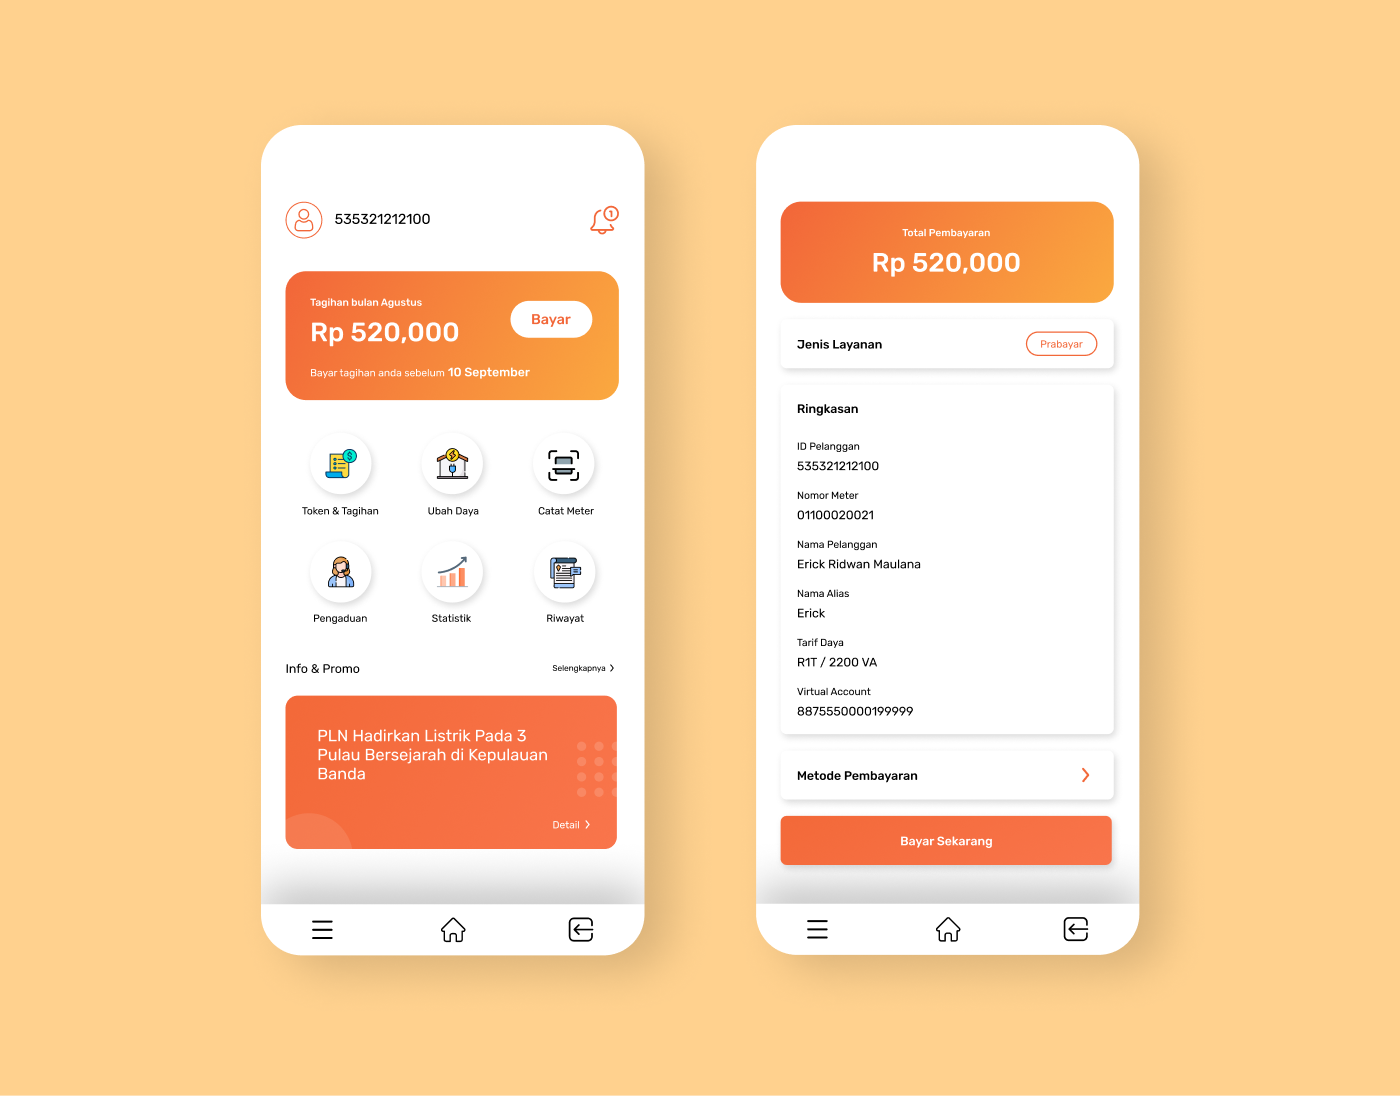 535321212100
1
Tagihan bulan Agustus
Rp 520,000
Bayar
Bayar tagihan anda sebelum 10 September
Token & Tagihan
Ubah Daya
Catat Meter
Pengaduan
Statistik
Riwayat
Info & Promo
Selengkapnya
PLN Hadirkan Listrik Pada 3
Pulau Bersejarah di Kepulauan
Banda
Detail
Total Pembayaran
Rp 520,000
Jenis Layanan
Prabayar
Ringkasan
ID Pelanggan
535321212100
Nomor Meter
01100020021
Nama Pelanggan
Erick Ridwan Maulana
Nama Alias
Erick
Tarif Daya
R1T / 2200 VA
Virtual Account
8875550000199999
Metode Pembayaran
Bayar Sekarang